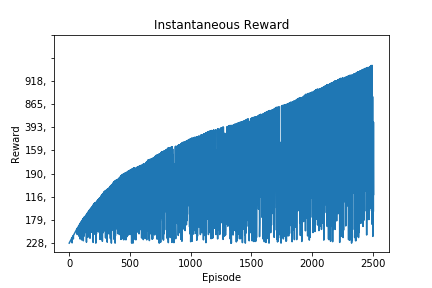 Instantaneous Reward
918,
865,
393,
159,
190,
116,
179,
228,
Reward
0 500 1000 1500 2000 2500
Episode